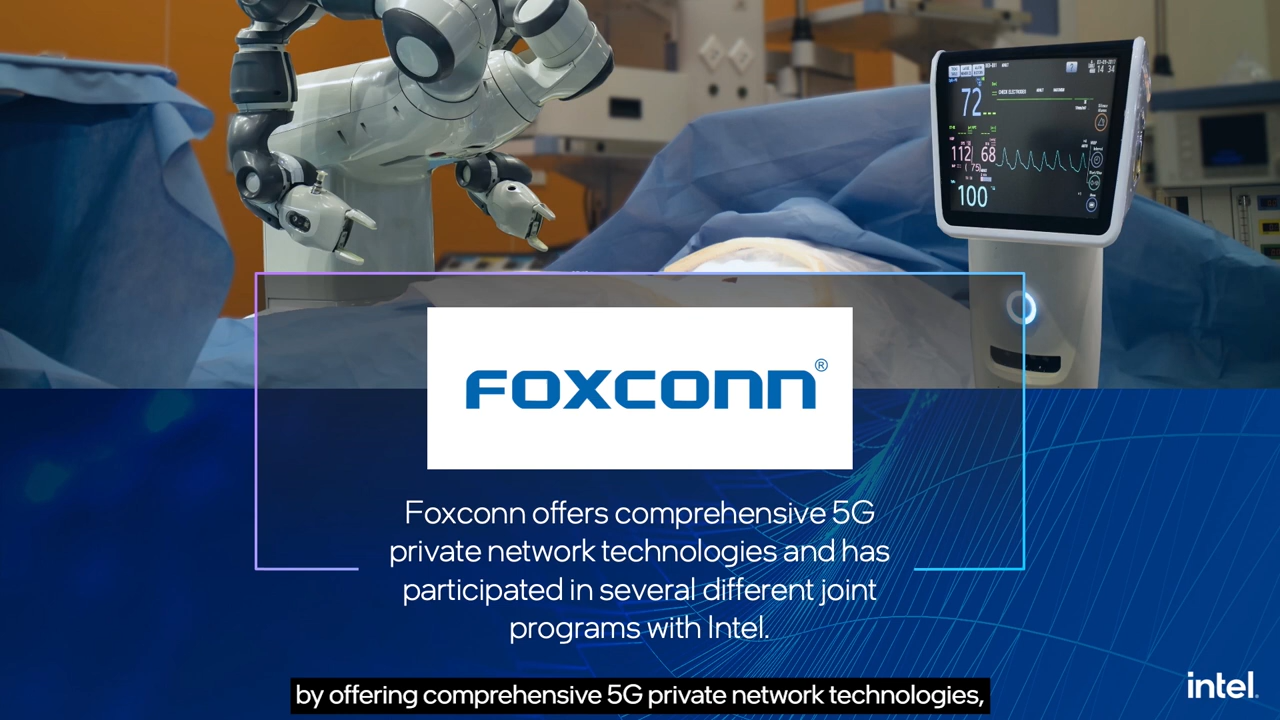 72
112 68
100
FOXCONN®
Foxconn offers comprehensive 5G
private network technologies and has
participated in several different joint
programs with Intel.
by offering comprehensive 5G private network technologies,
intel.